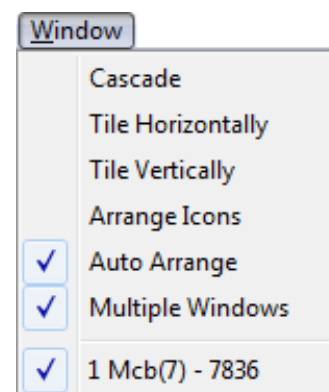 Window
Cascade
Tile Horizontally
Tile Vertically
Arrange Icons
Auto Arrange
Multiple Windows
1 Mcb(7) - 7836